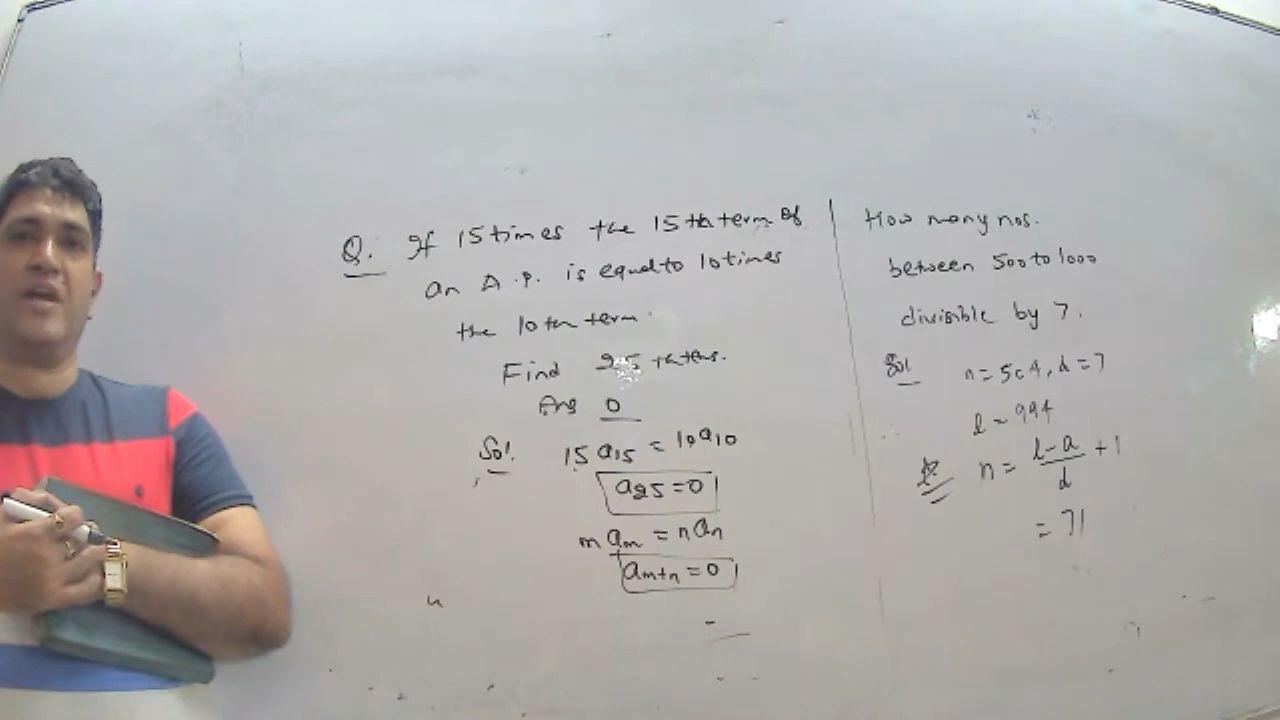 Q. If 15 times the 15th term of
an A.P. is equal to 10 times
the 10th term.
Find 25th term.
Ans 0
Sol. 15 a15 = 10 a10
a25 = 0
m am = n an
am+n = 0
How many nos.
between 500 to 1000
divisible by 7.
Sol n = 504, d = 7
l = 994
n = l-a/d + 1
= 71